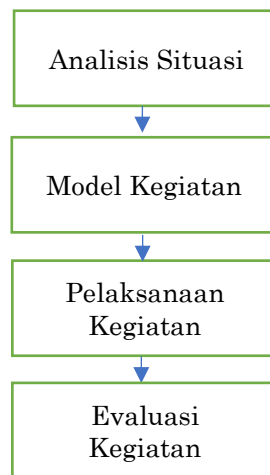 Analisis Situasi
Model Kegiatan
Pelaksanaan
Kegiatan
Evaluasi
Kegiatan